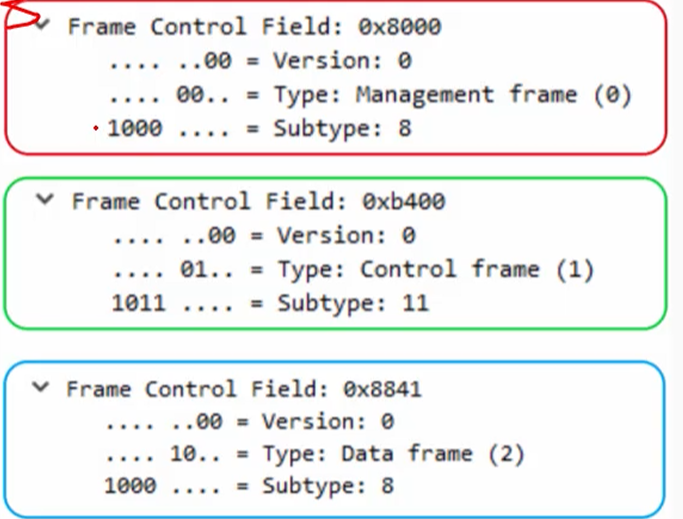 Frame Control Field: 0x8000
.... ..00 = Version: 0
.... 00.. = Type: Management frame (0)
1000 .... = Subtype: 8
Frame Control Field: 0xb400
.... ..00 = Version: 0
.... 01.. = Type: Control frame (1)
1011 .... = Subtype: 11
Frame Control Field: 0x8841
.... ..00 = Version: 0
.... 10.. = Type: Data frame (2)
1000 .... = Subtype: 8